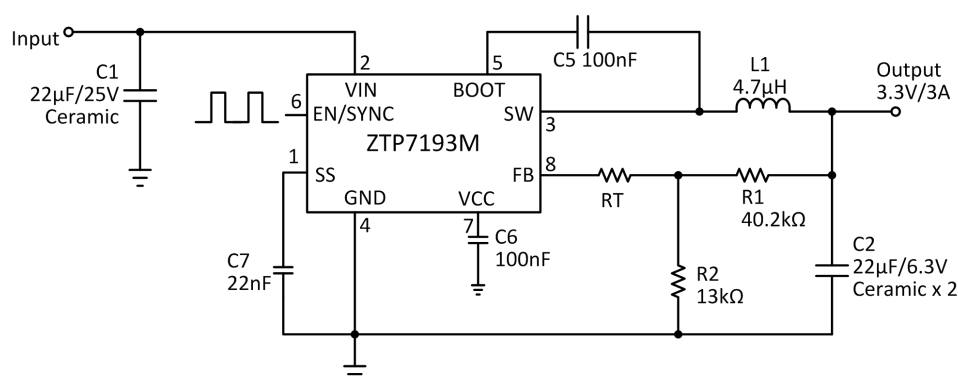 Input
C1
22µF/25V
Ceramic
2
VIN
6
EN/SYNC
1
SS
GND
4
ZTP7193M
5
BOOT
SW
3
FB
8
VCC
7
C5 100nF
L1
4.7µH
Output
3.3V/3A
RT
R1
40.2kΩ
C6
100nF
C7
22nF
R2
13kΩ
C2
22µF/6.3V
Ceramic x 2